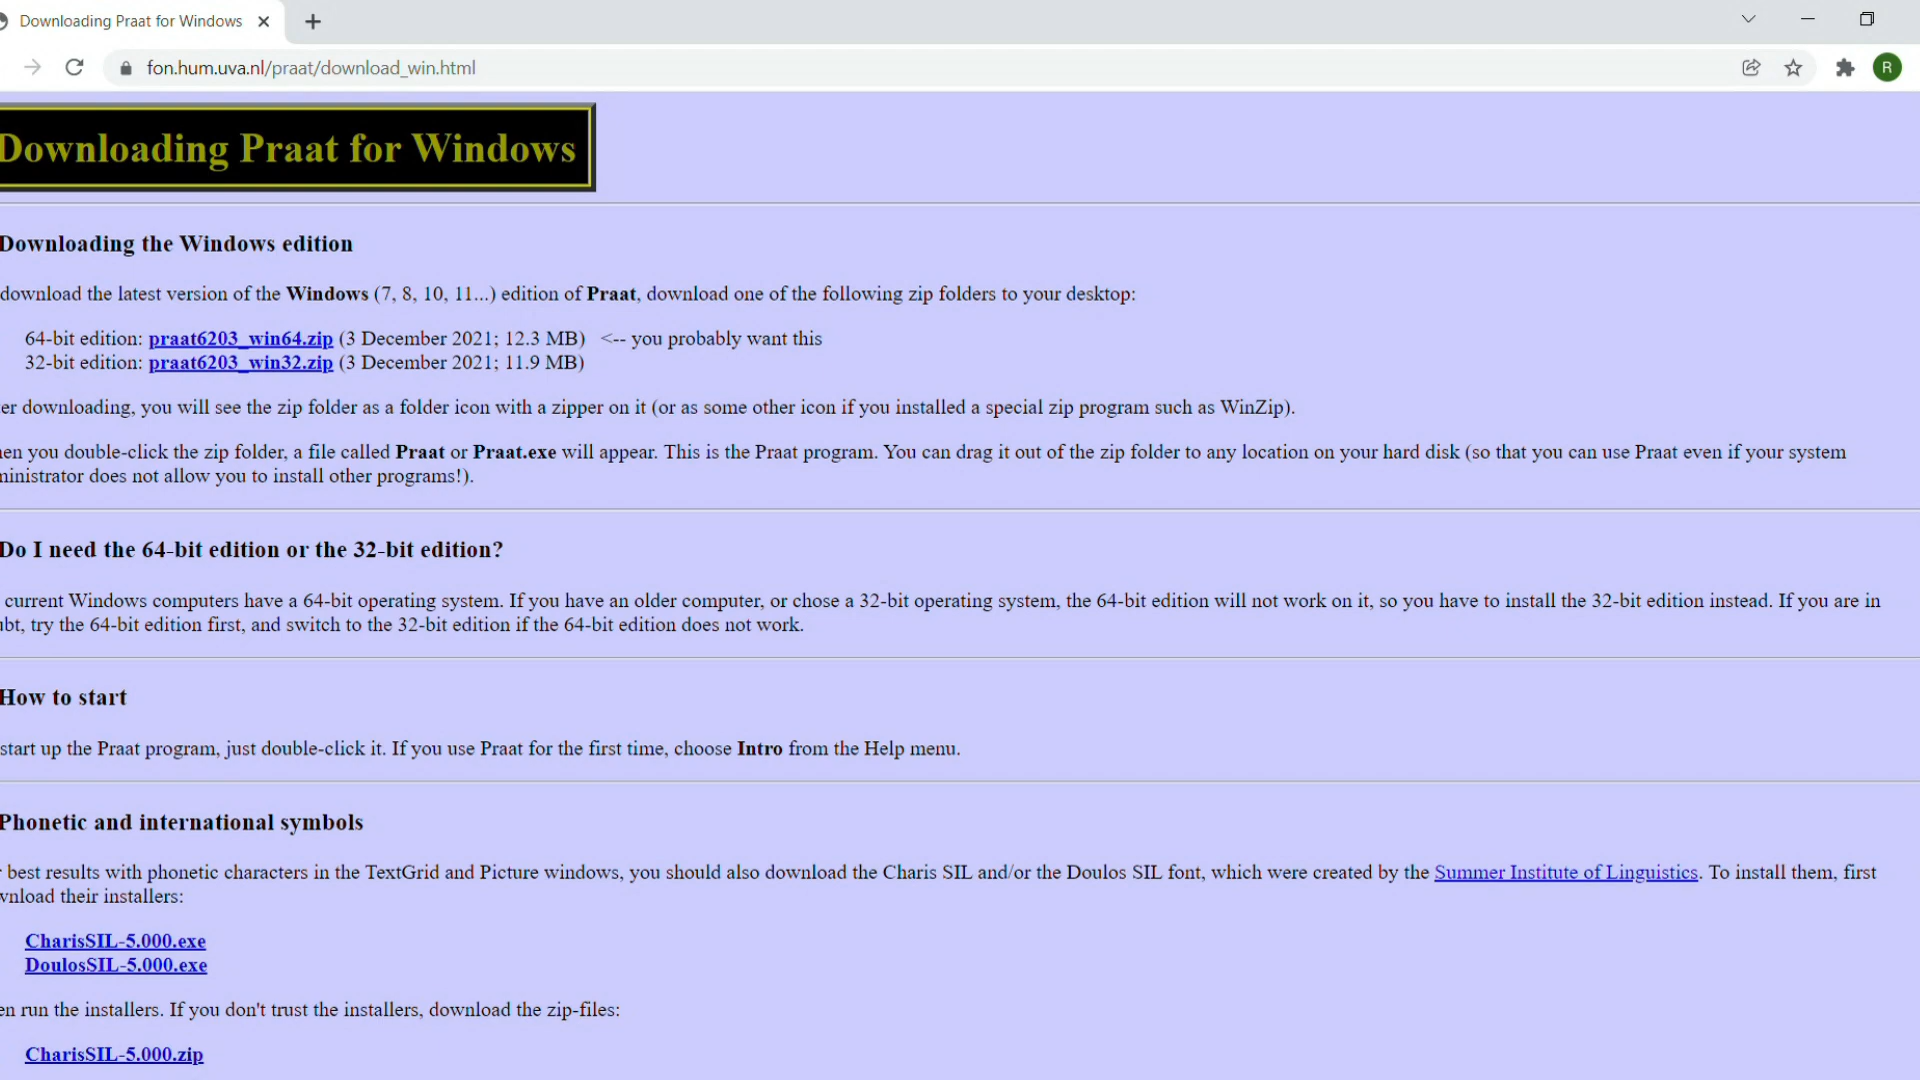 Downloading Praat for Windows
fon.hum.uva.nl/praat/download_win.html
R
Downloading Praat for Windows
Downloading the Windows edition
download the latest version of the Windows (7, 8, 10, 11...) edition of Praat, download one of the following zip folders to your desktop:
64-bit edition: praat6203_win64.zip (3 December 2021; 12.3 MB) <-- you probably want this
32-bit edition: praat6203_win32.zip (3 December 2021; 11.9 MB)
er downloading, you will see the zip folder as a folder icon with a zipper on it (or as some other icon if you installed a special zip program such as WinZip).
en you double-click the zip folder, a file called Praat or Praat.exe will appear. This is the Praat program. You can drag it out of the zip folder to any location on your hard disk (so that you can use Praat even if your system
ministrator does not allow you to install other programs!).
Do I need the 64-bit edition or the 32-bit edition?
current Windows computers have a 64-bit operating system. If you have an older computer, or chose a 32-bit operating system, the 64-bit edition will not work on it, so you have to install the 32-bit edition instead. If you are in
bt, try the 64-bit edition first, and switch to the 32-bit edition if the 64-bit edition does not work.
How to start
start up the Praat program, just double-click it. If you use Praat for the first time, choose Intro from the Help menu.
Phonetic and international symbols
best results with phonetic characters in the TextGrid and Picture windows, you should also download the Charis SIL and/or the Doulos SIL font, which were created by the Summer Institute of Linguistics. To install them, first
wnload their installers:
CharisSIL-5.000.exe
DoulosSIL-5.000.exe
en run the installers. If you don't trust the installers, download the zip-files:
CharisSIL-5.000.zip